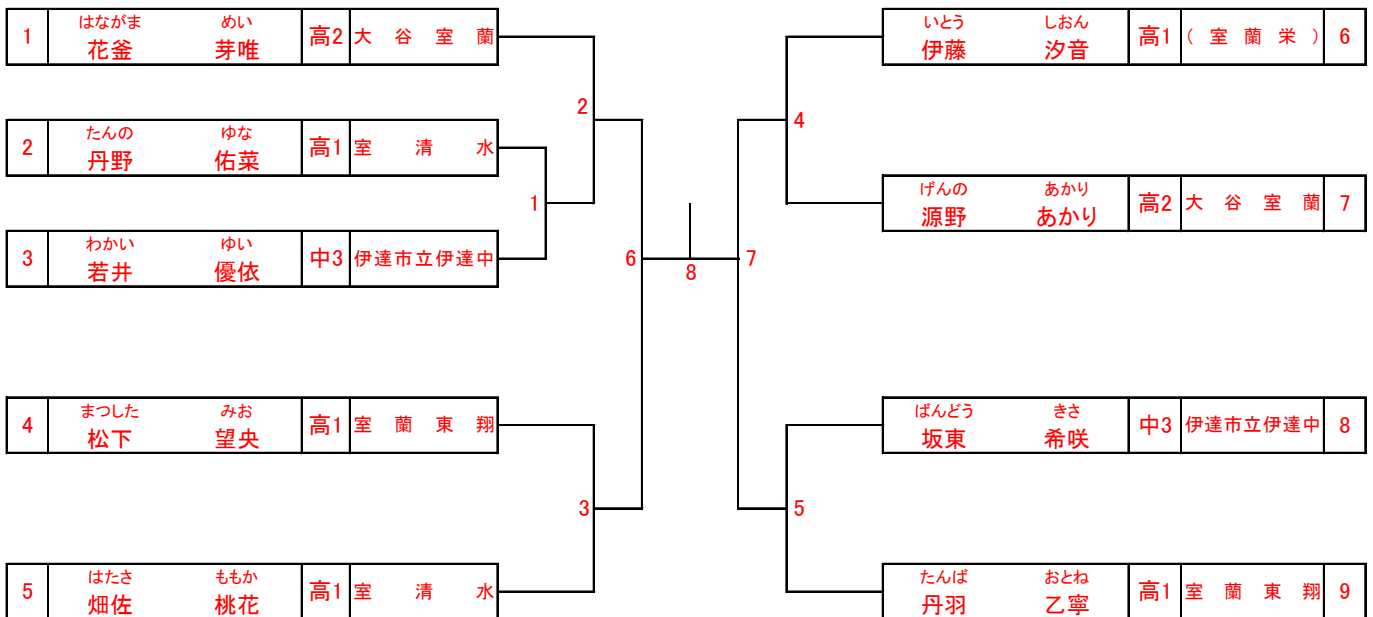 はながま めい
1 花釜 芽唯 高2 大谷室蘭
たんの ゆな
2 丹野 佑菜 高1 室清水
わかい ゆい
3 若井 優依 中3 伊達市立伊達中
まつした みお
4 松下 望央 高1 室蘭東翔
はたさ ももか
5 畑佐 桃花 高1 室清水
2
1
6
3
8
7
4
5
いとう しおん
伊藤 汐音 高1 (室蘭栄) 6
げんの あかり
源野 あかり 高2 大谷室蘭 7
ばんどう きさ
坂東 希咲 中3 伊達市立伊達中 8
たんば おとね
丹羽 乙寧 高1 室蘭東翔 9